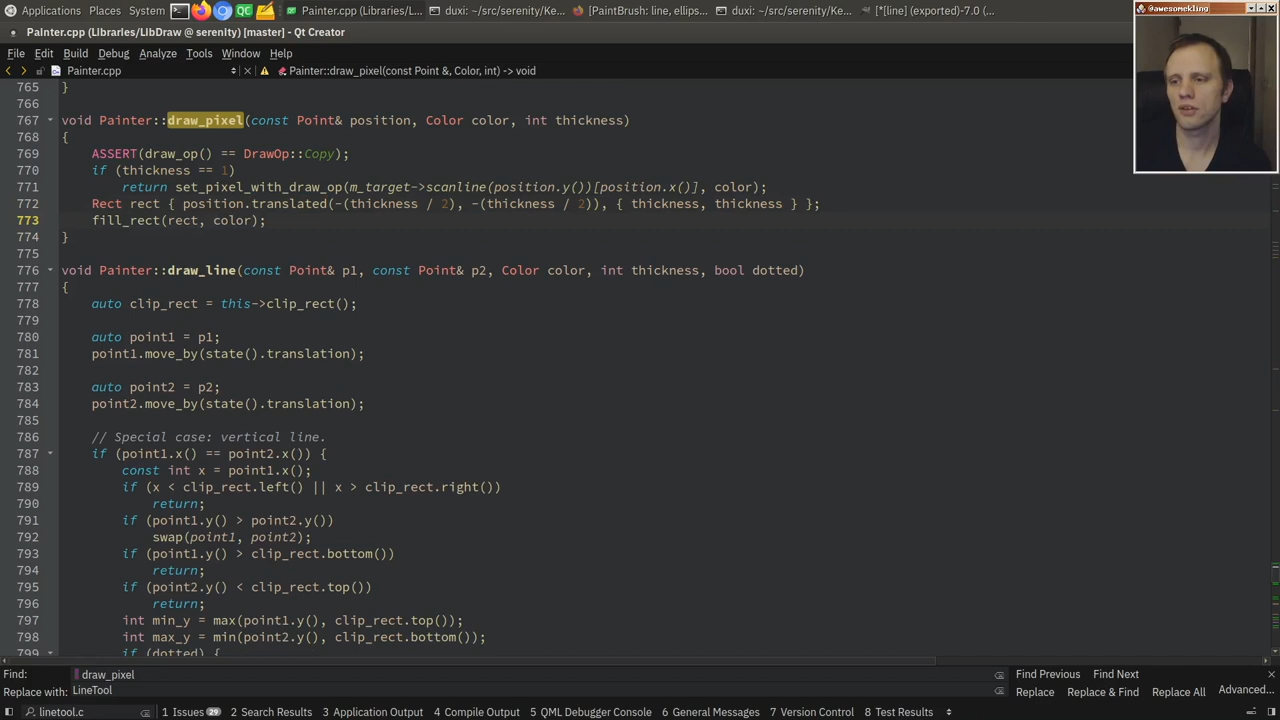 Applications Places System Painter.cpp (Libraries/L... duxi: ~/src/serenity/Ke... [PaintBrush: line, ellips... duxi: ~/src/serenity/Ke... [*[line] (exported)-7.0 (...
@awesomekling
Painter.cpp (Libraries/LibDraw @ serenity) [master] - Qt Creator
File Edit Build Debug Analyze Tools Window Help
Painter.cpp Painter::draw_pixel(const Point &, Color, int) -> void
765 }
766
767 void Painter::draw_pixel(const Point& position, Color color, int thickness)
768 {
769 ASSERT(draw_op() == DrawOp::Copy);
770 if (thickness == 1)
771 return set_pixel_with_draw_op(m_target->scanline(position.y())[position.x()], color);
772 Rect rect { position.translated(-(thickness / 2), -(thickness / 2)), { thickness, thickness } };
773 fill_rect(rect, color);
774 }
775
776 void Painter::draw_line(const Point& p1, const Point& p2, Color color, int thickness, bool dotted)
777 {
778 auto clip_rect = this->clip_rect();
779
780 auto point1 = p1;
781 point1.move_by(state().translation);
782
783 auto point2 = p2;
784 point2.move_by(state().translation);
785
786 // Special case: vertical line.
787 if (point1.x() == point2.x()) {
788 const int x = point1.x();
789 if (x < clip_rect.left() || x > clip_rect.right())
790 return;
791 if (point1.y() > point2.y())
792 swap(point1, point2);
793 if (point1.y() > clip_rect.bottom())
794 return;
795 if (point2.y() < clip_rect.top())
796 return;
797 int min_y = max(point1.y(), clip_rect.top());
798 int max_y = min(point2.y(), clip_rect.bottom());
799 if (dotted) {
Find: draw_pixel Find Previous Find Next
Replace with: LineTool Replace Replace & Find Replace All Advanced...
linetool.c 1 Issues 29 2 Search Results 3 Application Output 4 Compile Output 5 QML Debugger Console 6 General Messages 7 Version Control 8 Test Results